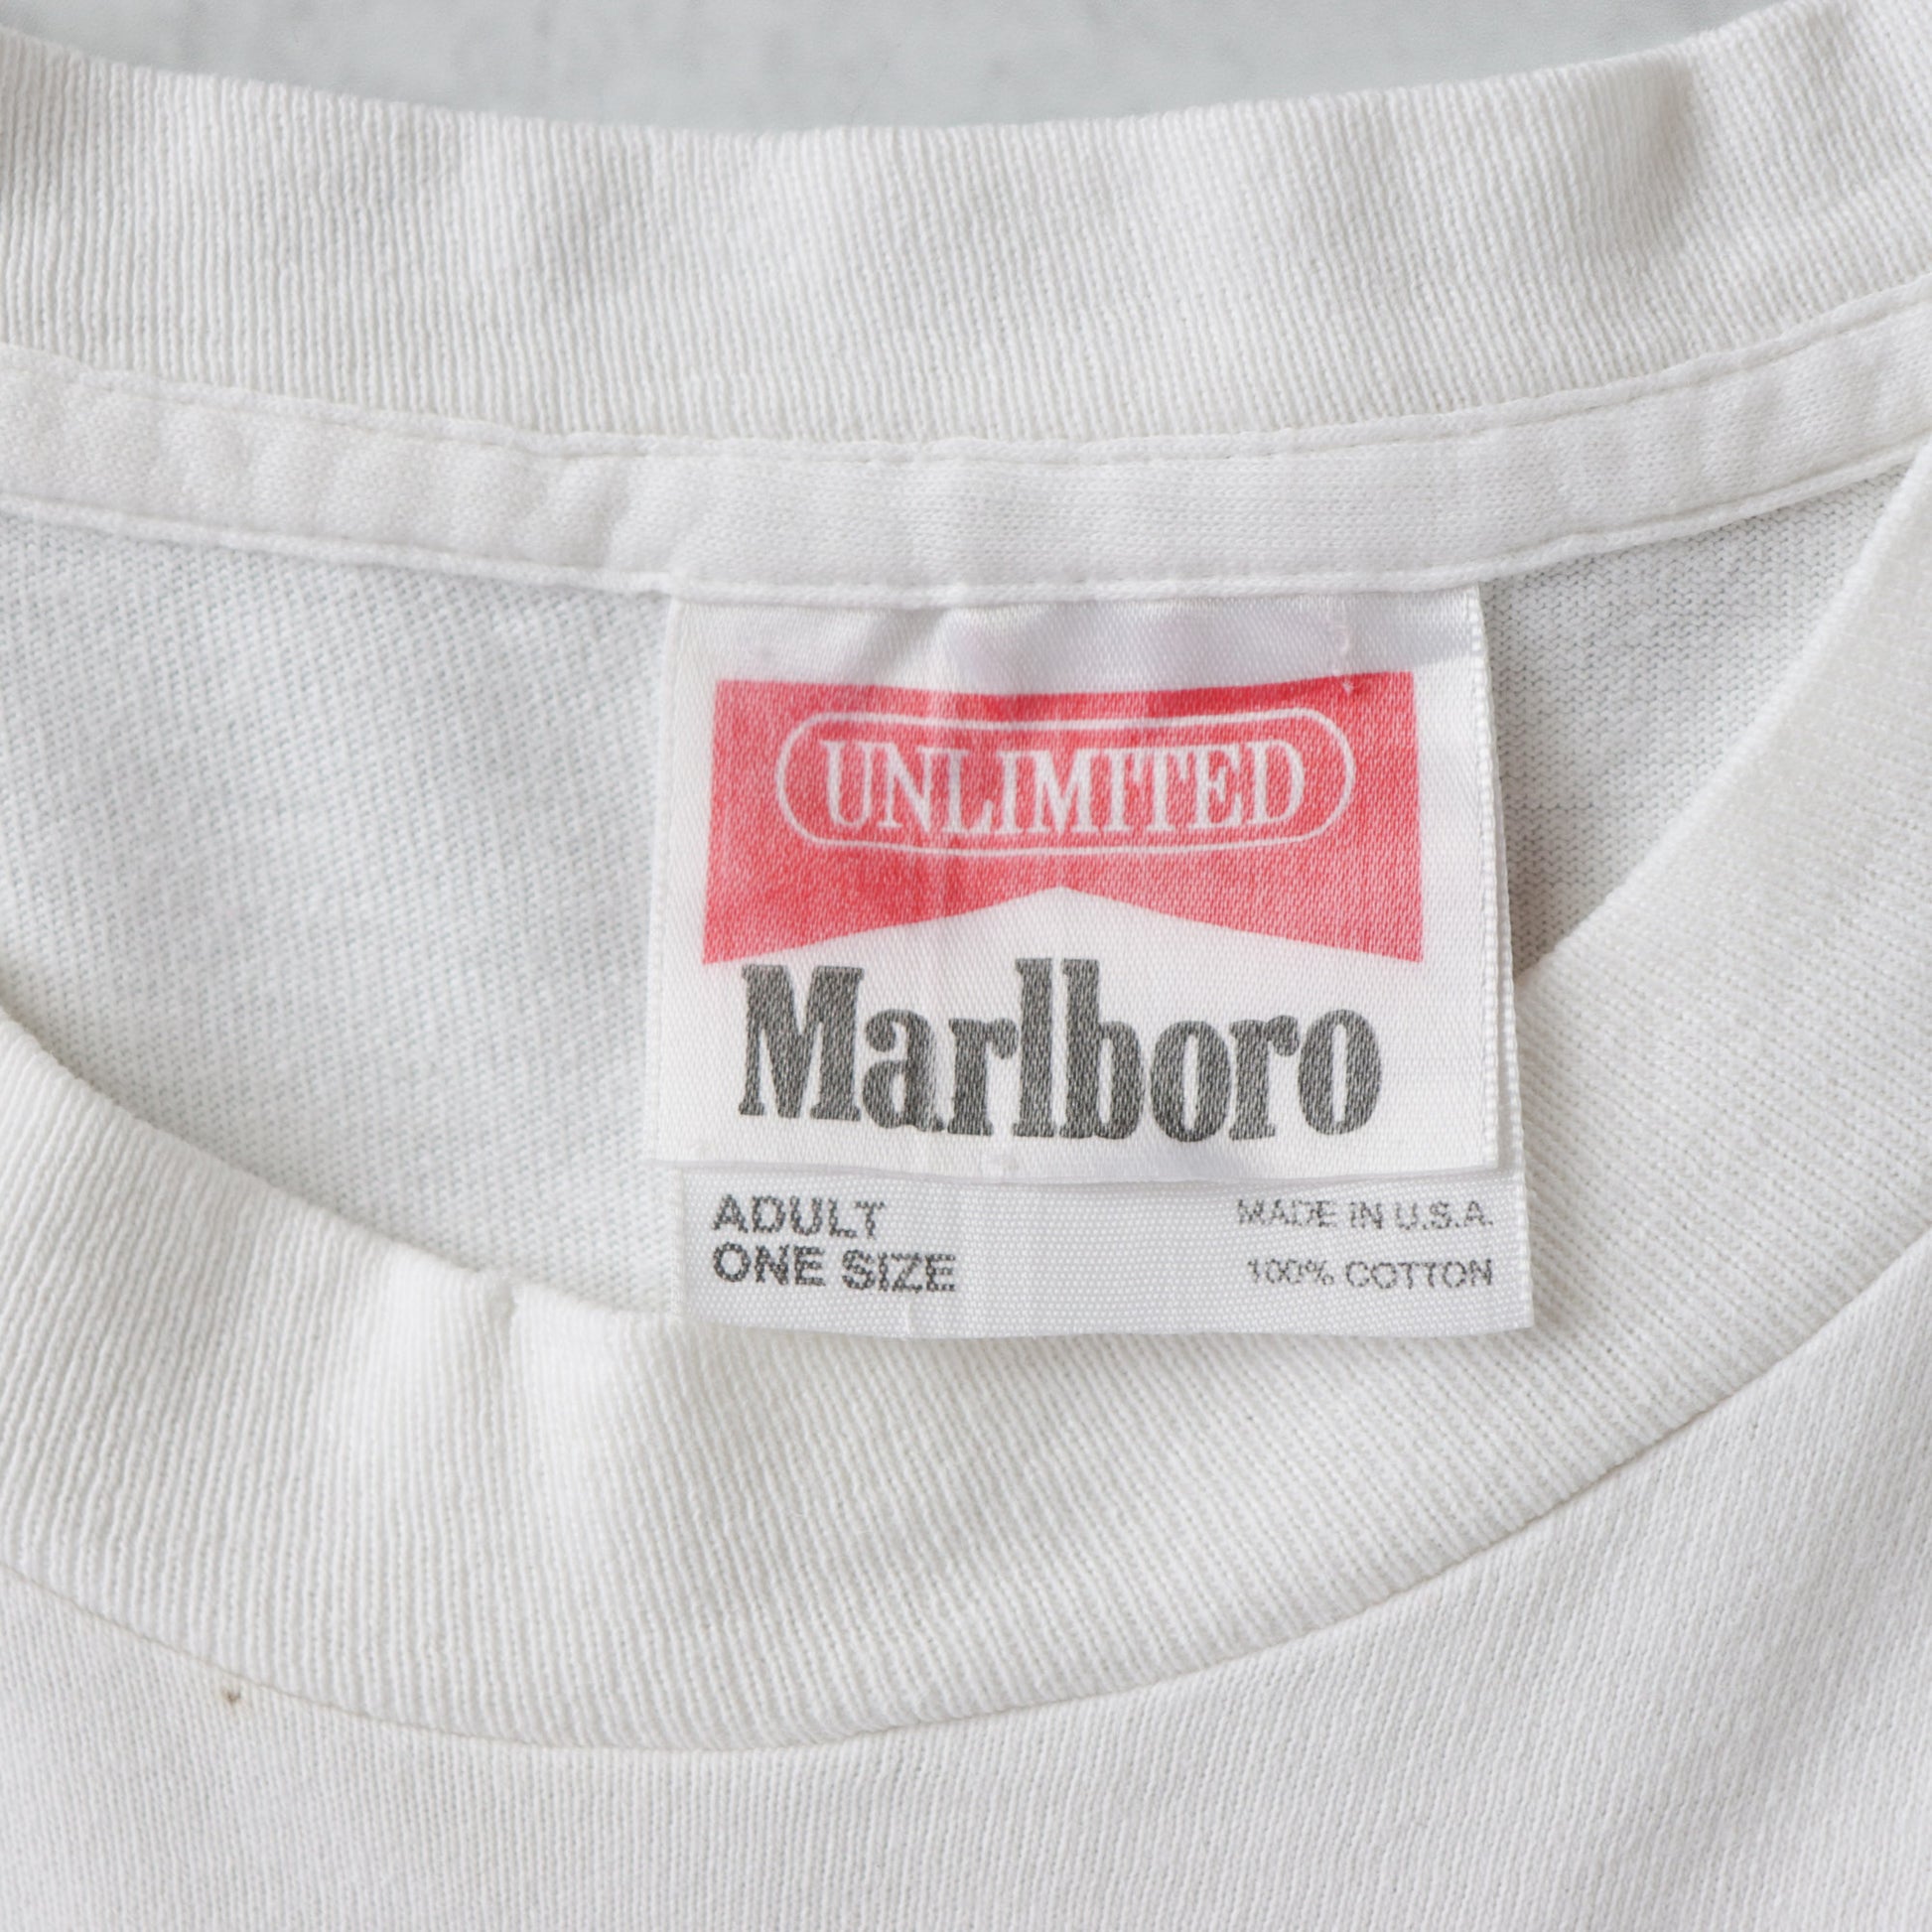 UNLIMITED
Marlboro
ADULT
ONE SIZE
MADE IN U.S.A.
100% COTTON